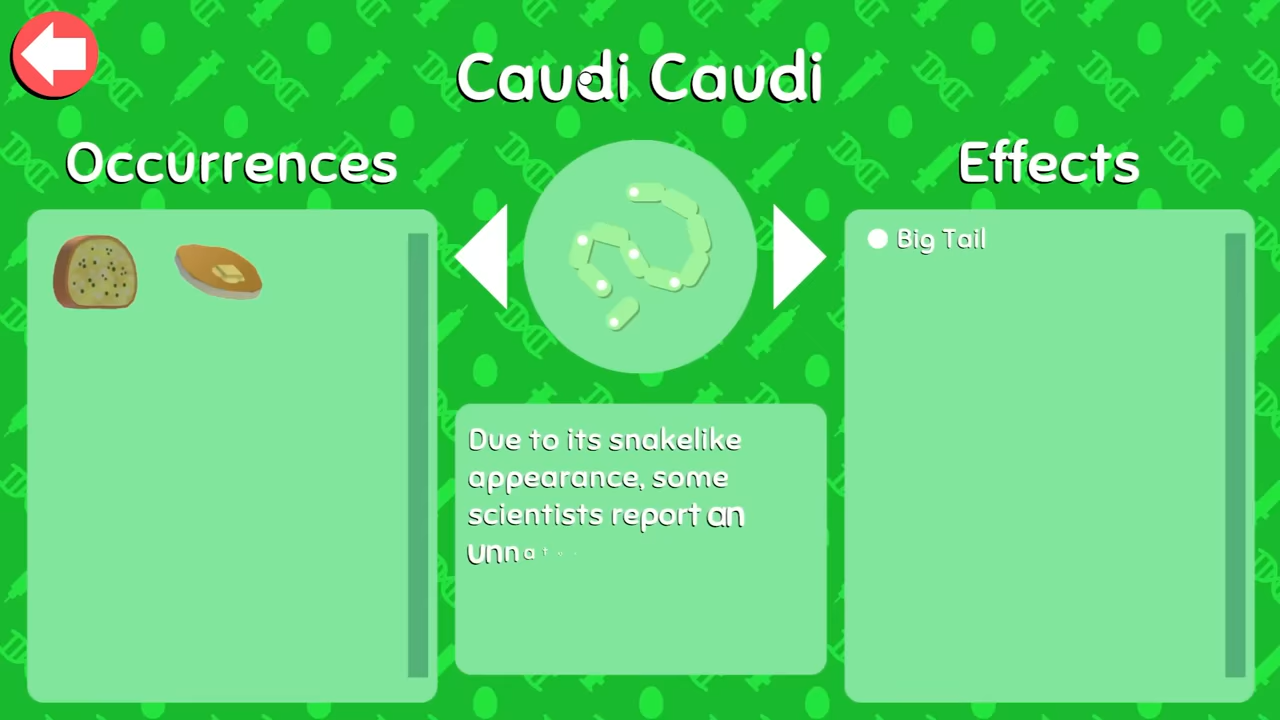 Caudi Caudi
Occurrences
Effects
Big Tail
Due to its snakelike
appearance, some
scientists report an